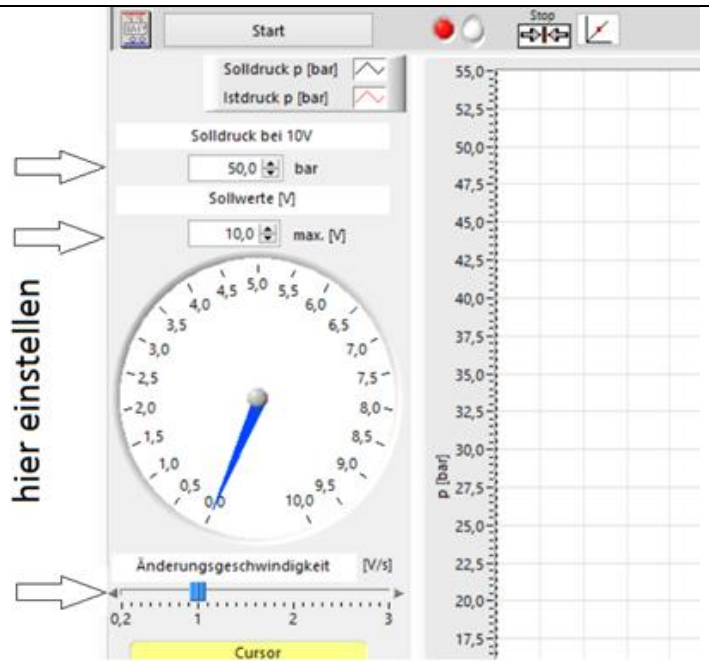 Start
Stop
Solldruck p [bar]
Istdruck p [bar]
Solldruck bei 10V
50,0 bar
Sollwerte [V]
10,0 max. [V]
hier einstellen
0,0
0,5
1,0
1,5
2,0
2,5
3,0
3,5
4,0
4,5
5,0
5,5
6,0
6,5
7,0
7,5
8,0
8,5
9,0
9,5
10,0
Änderungsgeschwindigkeit [V/s]
0,2 1 2 3
Cursor
p [bar]
55,0
52,5
50,0
47,5
45,0
42,5
40,0
37,5
35,0
32,5
30,0
27,5
25,0
22,5
20,0
17,5